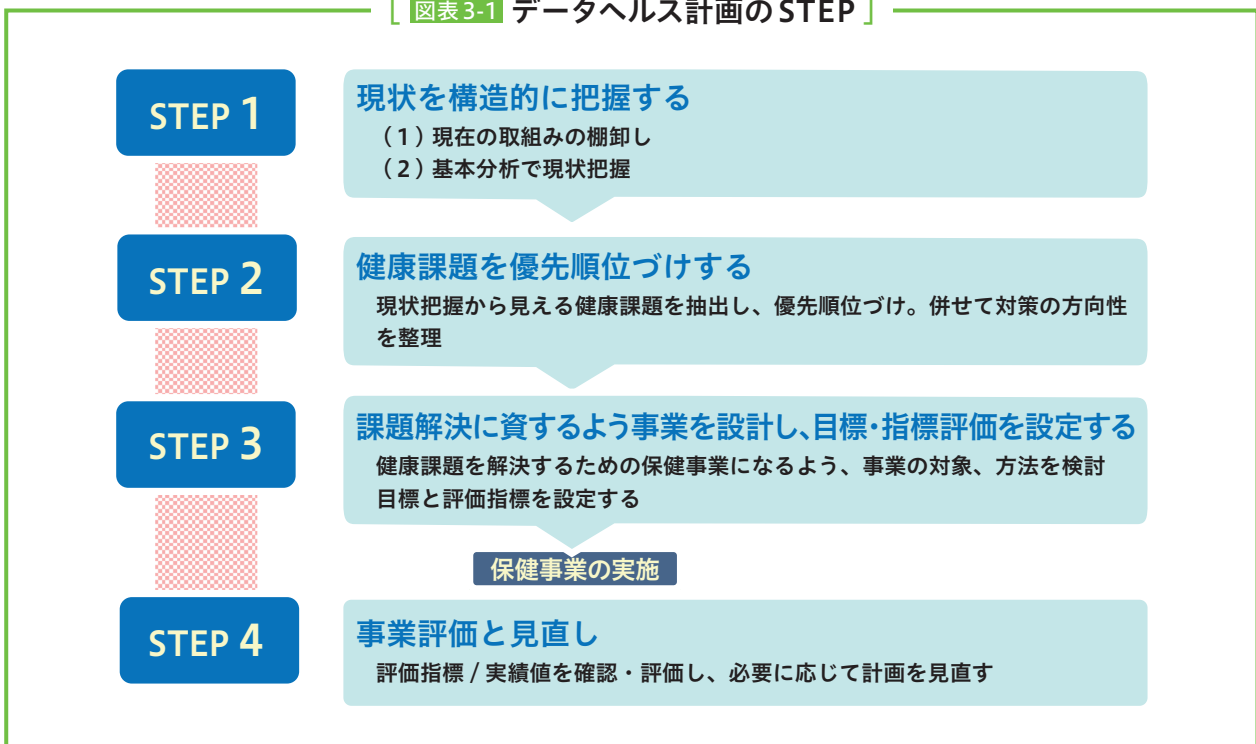 [ 図表3-1 データヘルス計画のSTEP ]
STEP 1
現状を構造的に把握する
(1)現在の取組みの棚卸し
(2)基本分析で現状把握
STEP 2
健康課題を優先順位づけする
現状把握から見える健康課題を抽出し、優先順位づけ。併せて対策の方向性
を整理
STEP 3
課題解決に資するよう事業を設計し、目標・指標評価を設定する
健康課題を解決するための保健事業になるよう、事業の対象、方法を検討
目標と評価指標を設定する
保健事業の実施
STEP 4
事業評価と見直し
評価指標 / 実績値を確認・評価し、必要に応じて計画を見直す